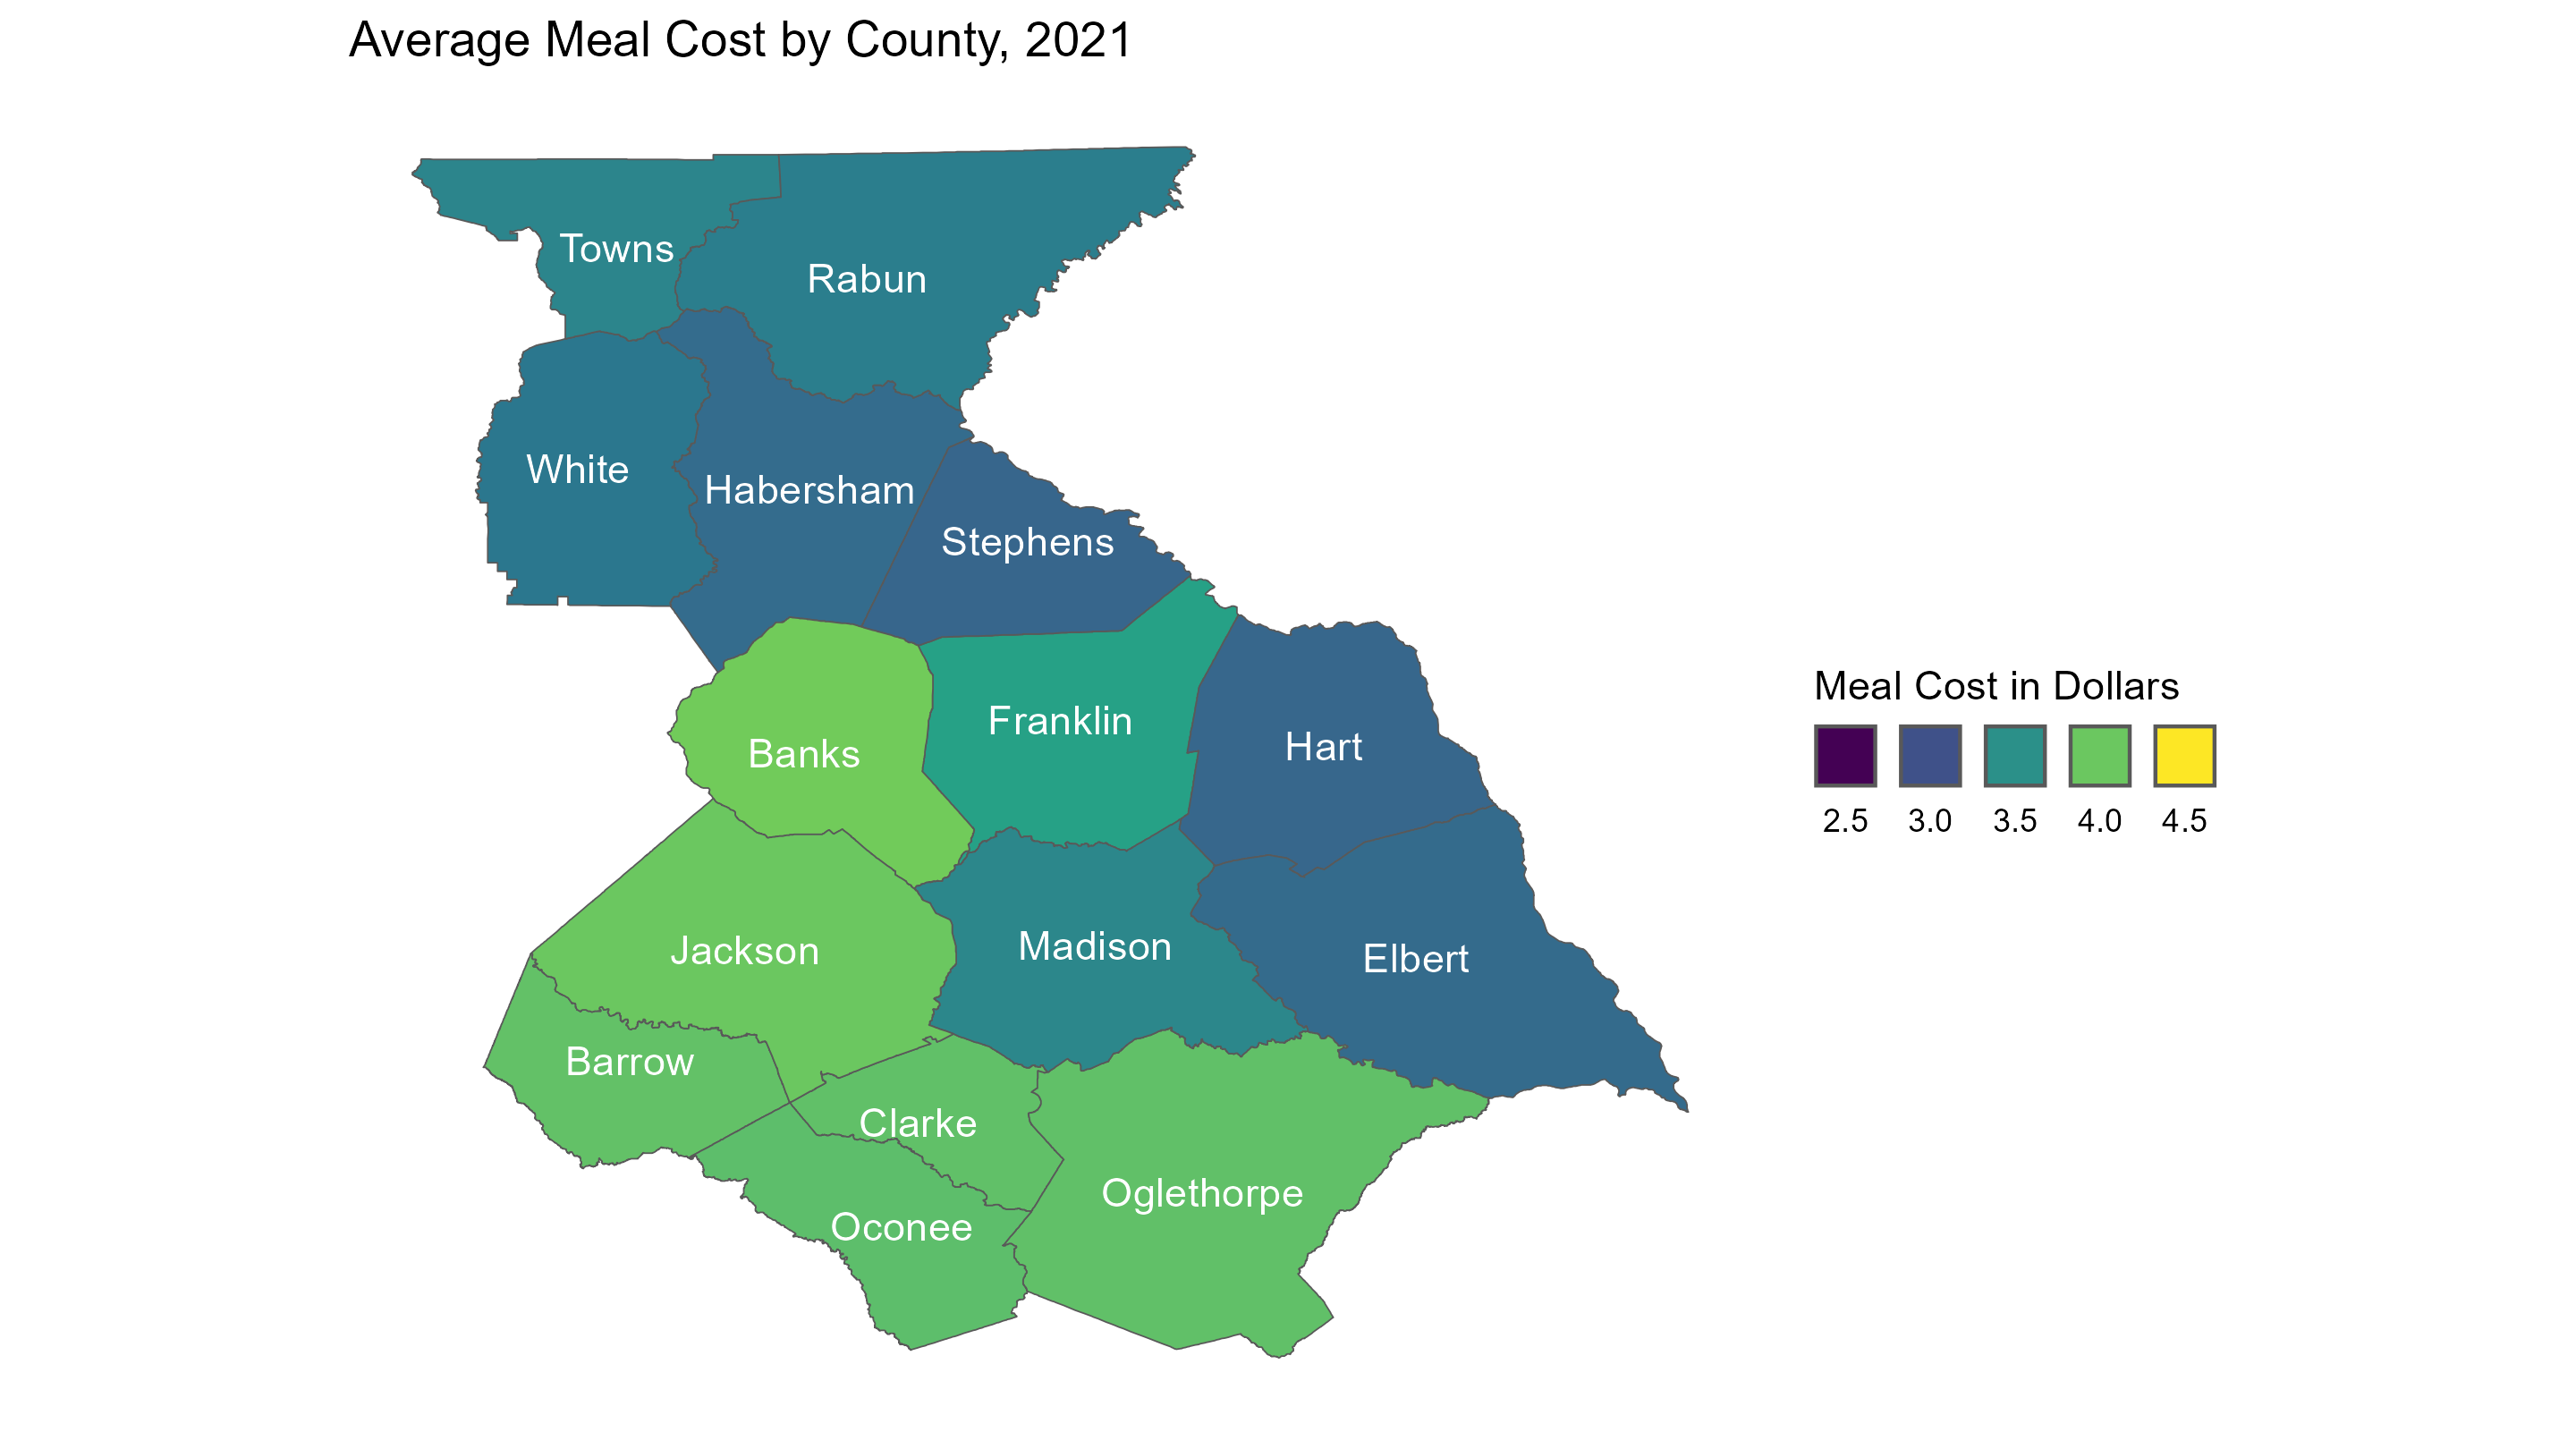 Average Meal Cost by County, 2021
Towns
Rabun
White
Habersham
Stephens
Franklin
Hart
Banks
Jackson
Madison
Elbert
Barrow
Clarke
Oglethorpe
Oconee
Meal Cost in Dollars
2.5 3.0 3.5 4.0 4.5